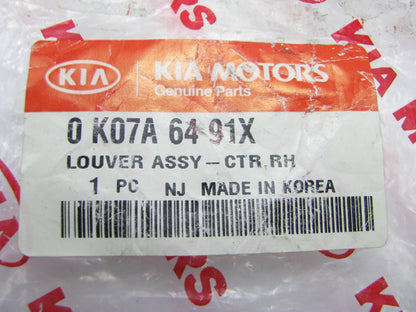 KIA
KIA MOTORS
Genuine Parts
0 K07A 64 91X
LOUVER ASSY-CTR,RH
1 PC NJ MADE IN KOREA